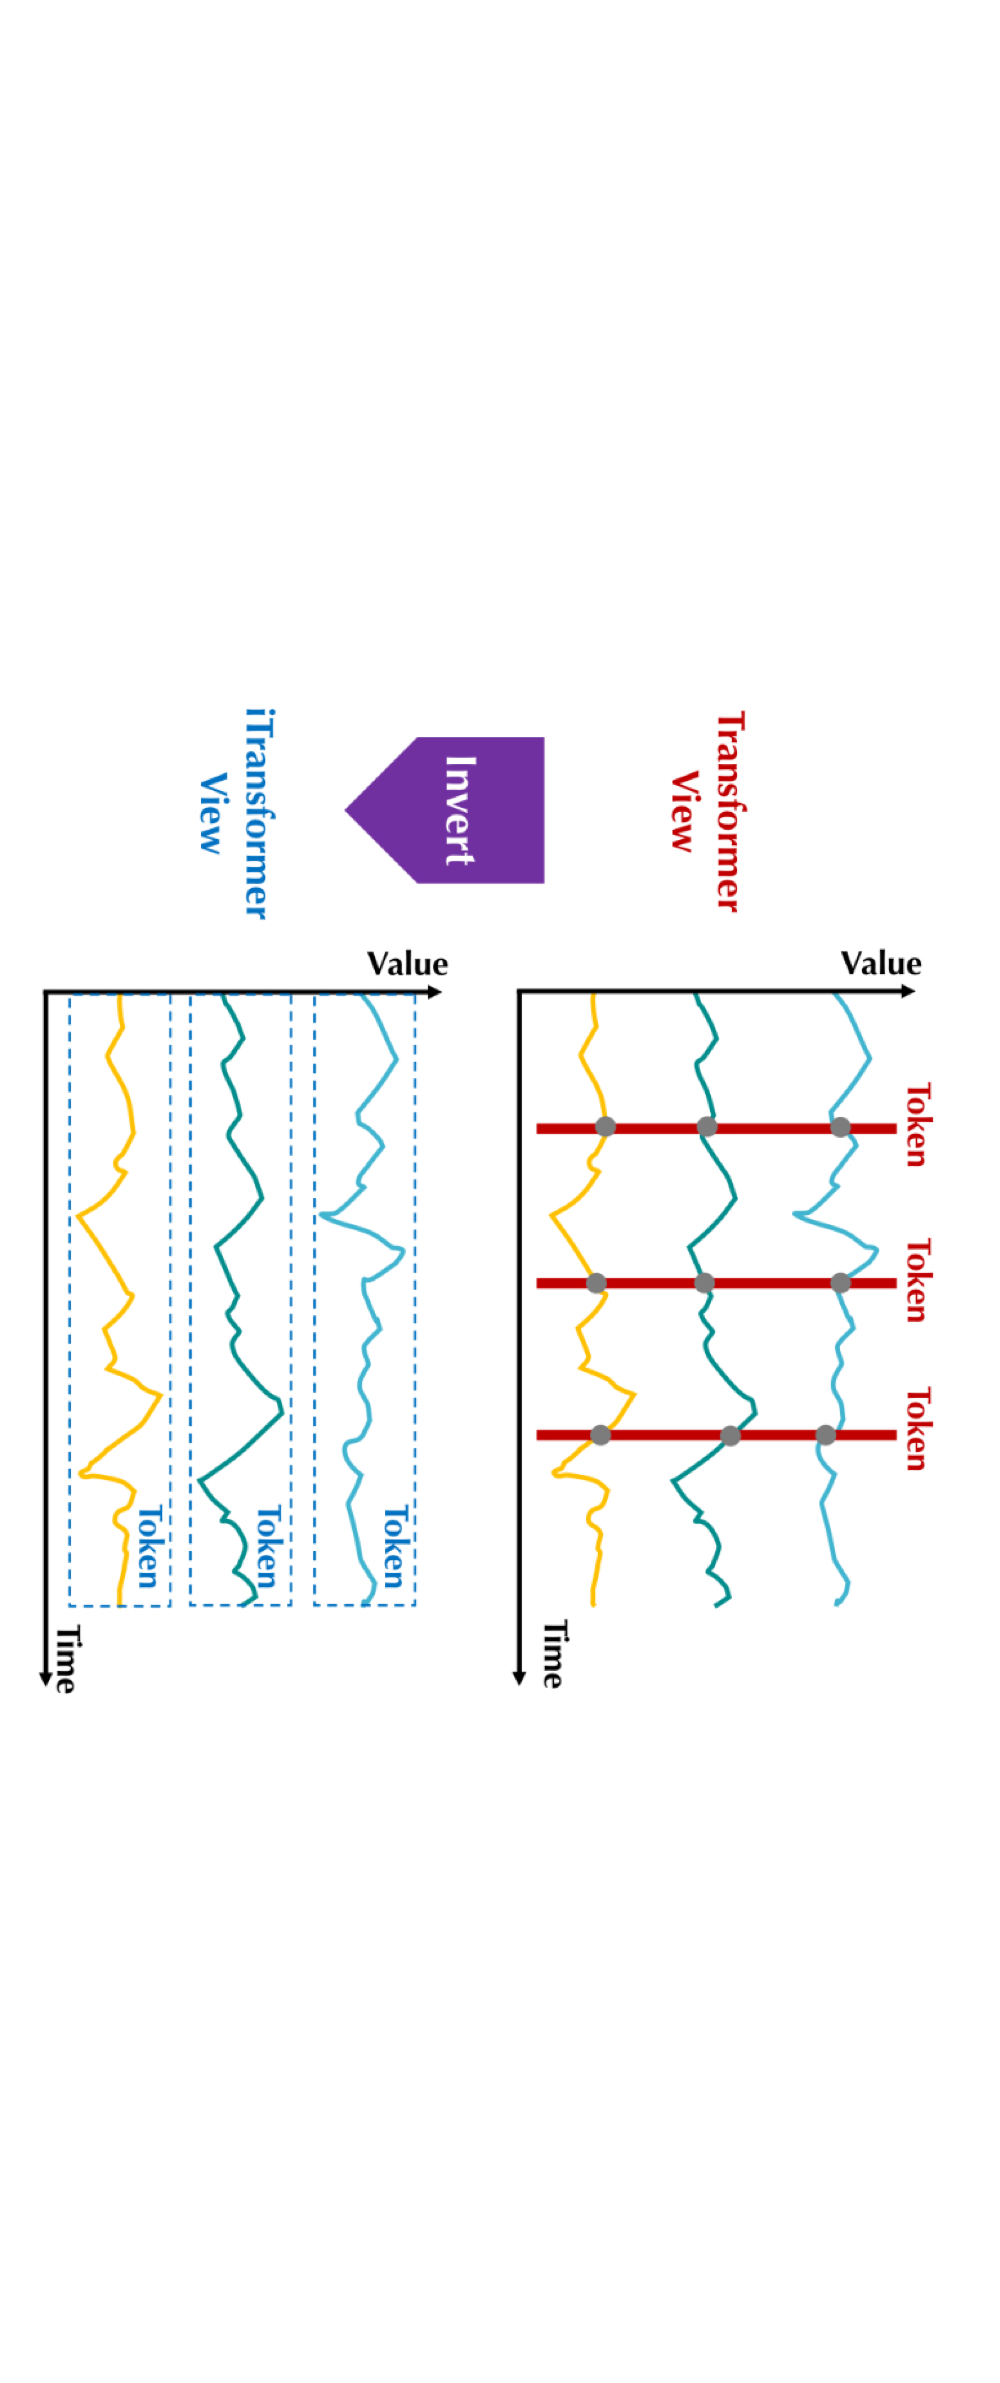 Token Token Token
Value
Transformer
View
Time
Invert
Value
Token
iTransformer
View
Token
Token
Time